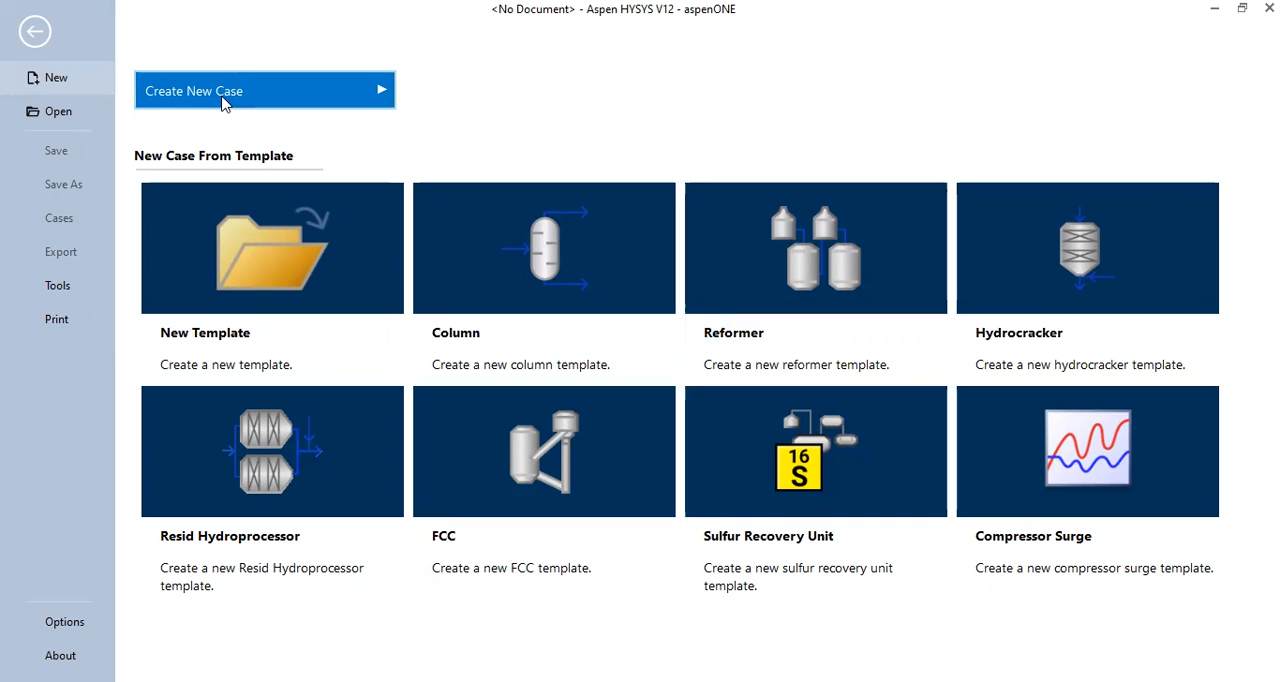 <No Document> - Aspen HYSYS V12 - aspenONE
New
Open
Save
Save As
Cases
Export
Tools
Print
Options
About
Create New Case
New Case From Template
New Template
Create a new template.
Column
Create a new column template.
Reformer
Create a new reformer template.
Hydrocracker
Create a new hydrocracker template.
Resid Hydroprocessor
Create a new Resid Hydroprocessor
template.
FCC
Create a new FCC template.
16
S
Sulfur Recovery Unit
Create a new sulfur recovery unit
template.
Compressor Surge
Create a new compressor surge template.